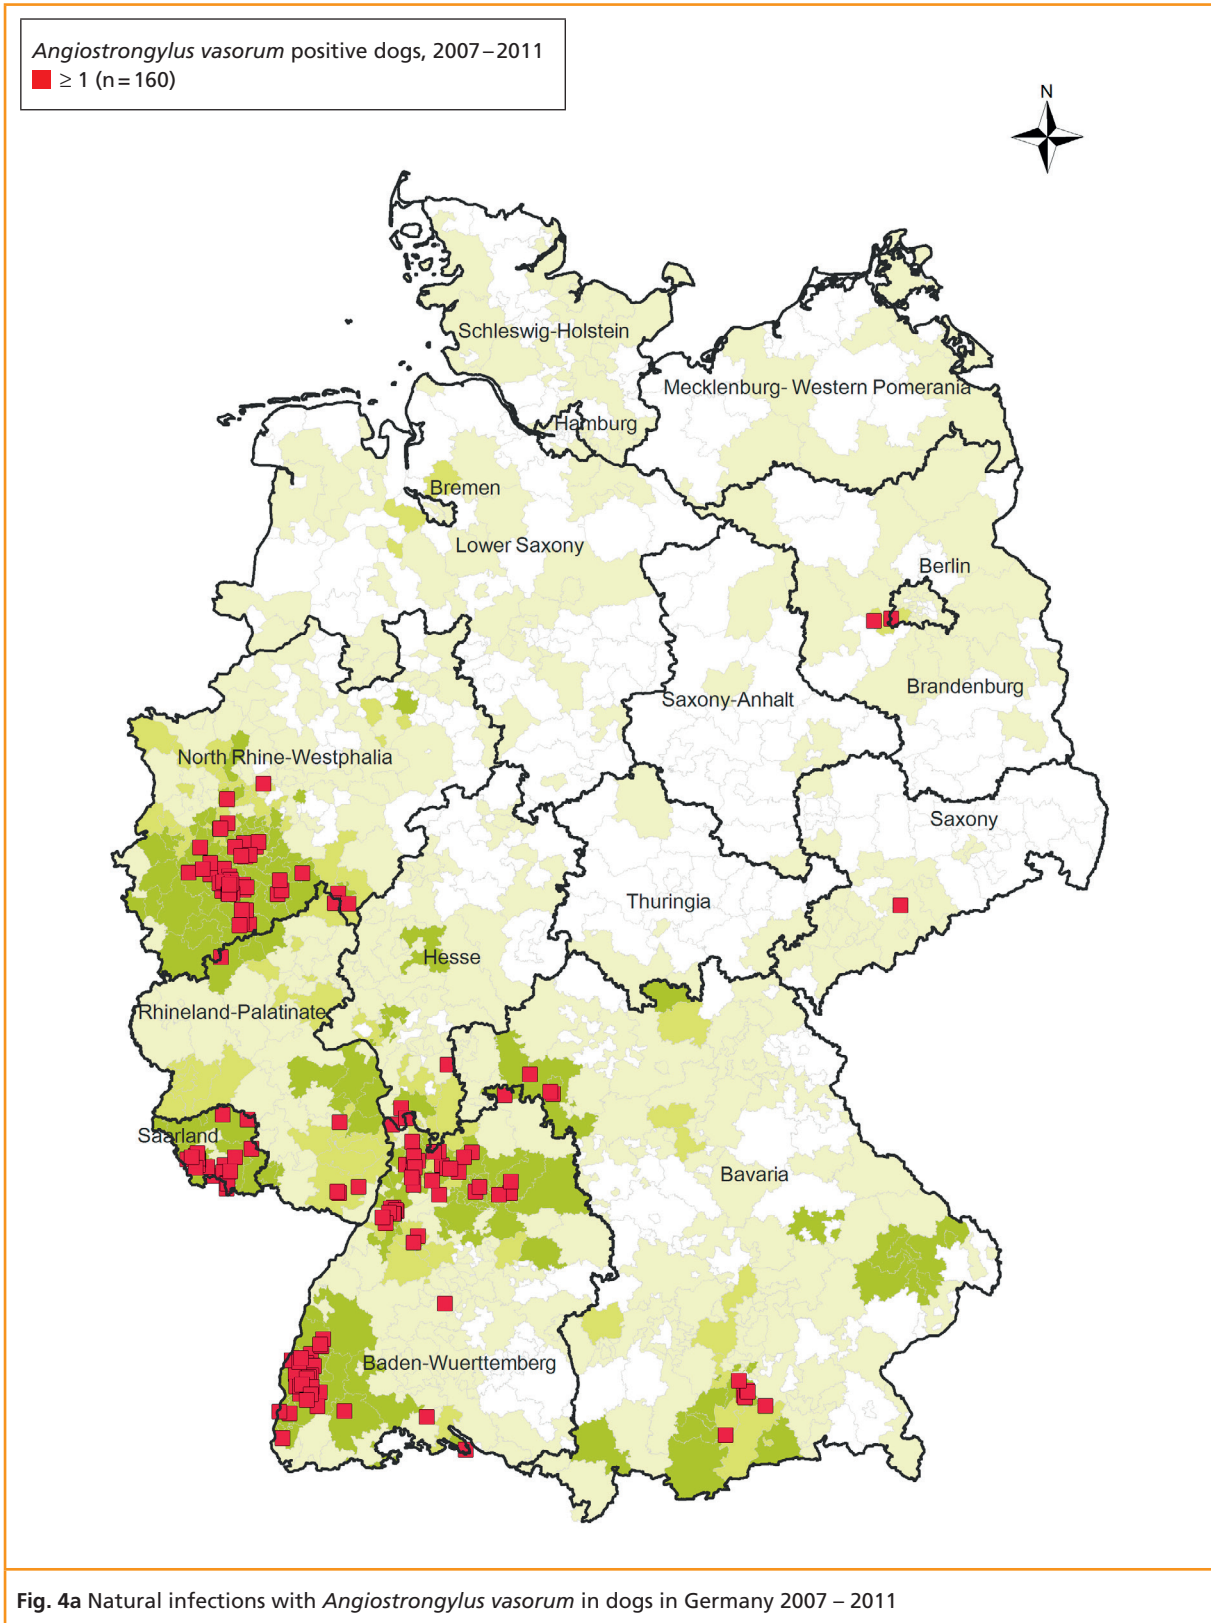 Angiostrongylus vasorum positive dogs, 2007–2011
≥ 1 (n=160)
N
Schleswig-Holstein
Mecklenburg- Western Pomerania
Hamburg
Bremen
Lower Saxony
Berlin
Brandenburg
Saxony-Anhalt
North Rhine-Westphalia
Saxony
Thuringia
Hesse
Rhineland-Palatinate
Saarland
Bavaria
Baden-Wuerttemberg
Fig. 4a Natural infections with Angiostrongylus vasorum in dogs in Germany 2007 – 2011